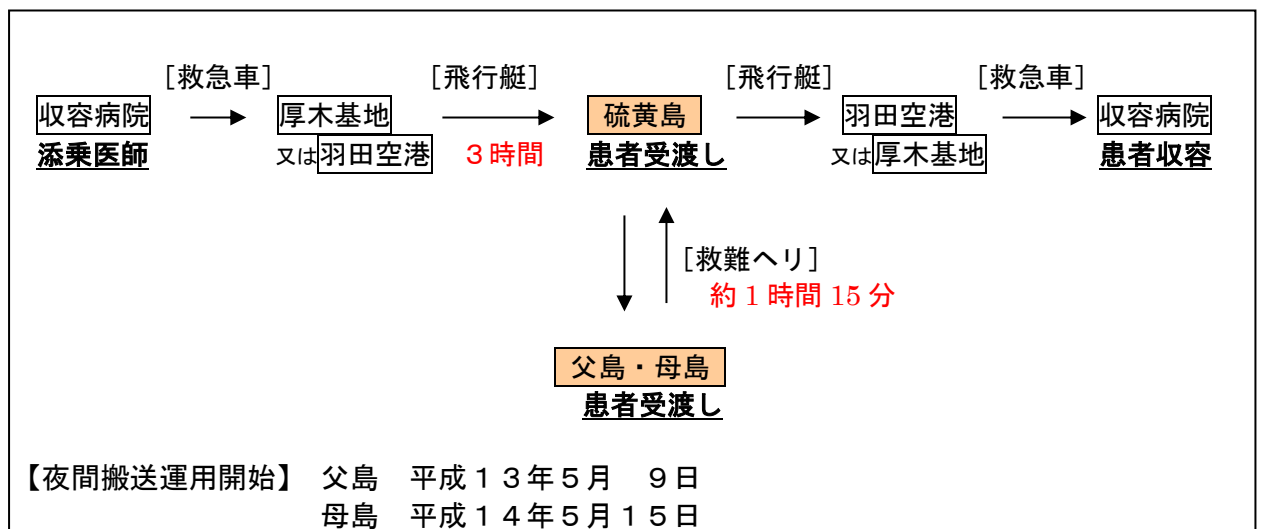 ［救急車］ ［飛行艇］ ［飛行艇］ ［救急車］
収容病院 厚木基地 硫黄島 羽田空港 収容病院
添乗医師 又は羽田空港 ３時間 患者受渡し 又は厚木基地 患者収容
［救難ヘリ］
約１時間 15 分
父島・母島
患者受渡し
【夜間搬送運用開始】 父島 平成１３年５月 ９日
母島 平成１４年５月１５日